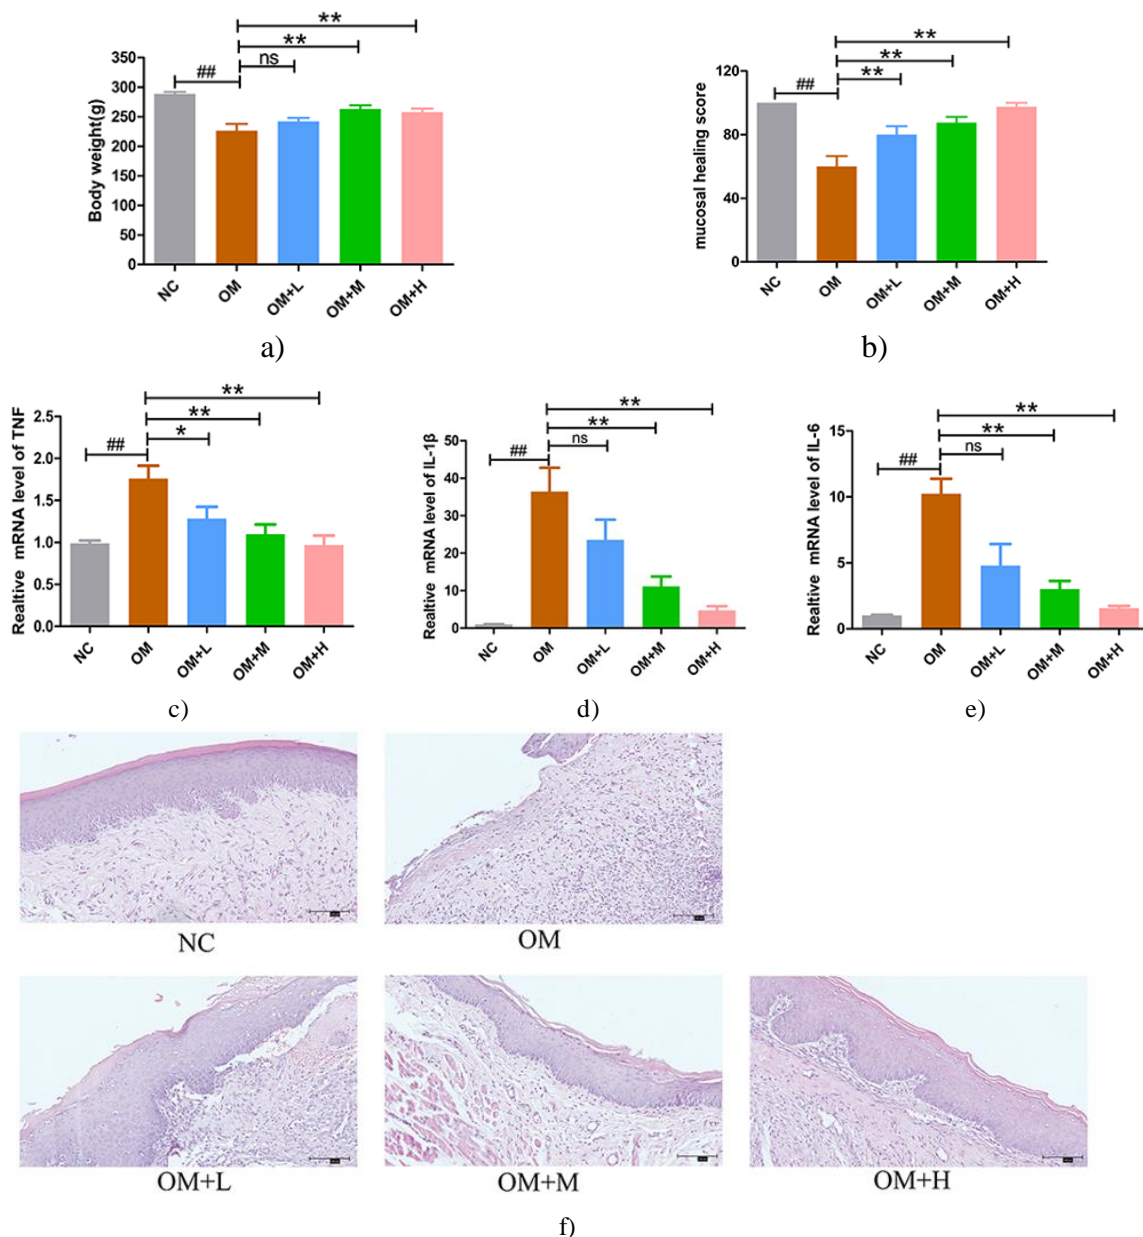 Body weight(g)
350
300
250
200
150
100
50
0
##
ns
**
**
NC
OM
OM+L
OM+M
OM+H
a)
mucosal healing score
120
80
40
0
##
**
**
**
NC
OM
OM+L
OM+M
OM+H
b)
Realtive mRNA level of TNF
2.5
2.0
1.5
1.0
0.5
0.0
##
*
**
**
NC
OM
OM+L
OM+M
OM+H
c)
Realtive mRNA level of IL-1β
50
40
30
20
10
0
##
ns
**
**
NC
OM
OM+L
OM+M
OM+H
d)
Realtive mRNA level of IL-6
15
10
5
0
##
ns
**
**
NC
OM
OM+L
OM+M
OM+H
e)
NC
OM
OM+L
OM+M
OM+H
f)